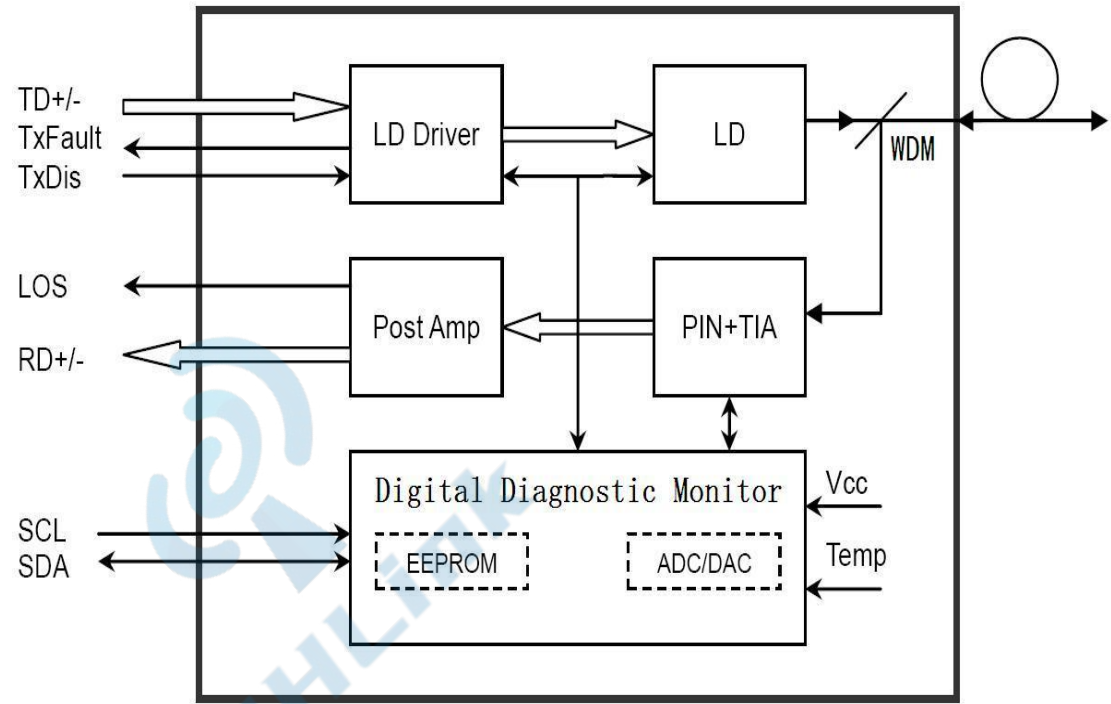 TD+/-
TxFault
TxDis
LD Driver
LD
WDM
LOS
RD+/-
Post Amp
PIN+TIA
Digital Diagnostic Monitor
EEPROM
ADC/DAC
SCL
SDA
Vcc
Temp